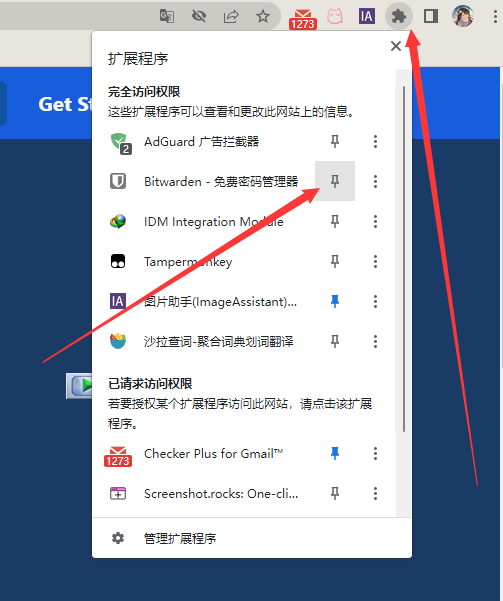 1273
IA
扩展程序
Get St
完全访问权限
这些扩展程序可以查看和更改此网站上的信息。
2
AdGuard 广告拦截器
Bitwarden - 免费密码管理器
IDM Integration Module
Tampermonkey
IA
图片助手(ImageAssistant)...
沙拉查词-聚合词典划词翻译
已请求访问权限
若要授权某个扩展程序访问此网站，请点击该扩展
程序。
1273
Checker Plus for Gmail™
Screenshot.rocks: One-cli...
管理扩展程序